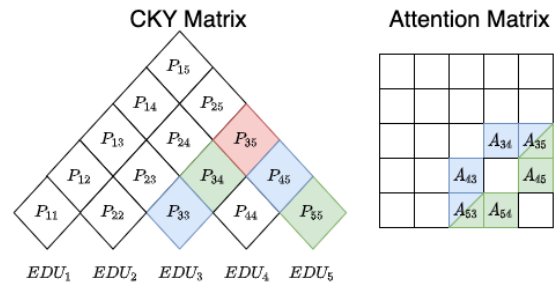 CKY Matrix
Attention Matrix
P15
P14 P25
P13 P24 P35
P12 P23 P34 P45
P11 P22 P33 P44 P55
EDU1 EDU2 EDU3 EDU4 EDU5
A34 A35
A43 A45
A53 A54